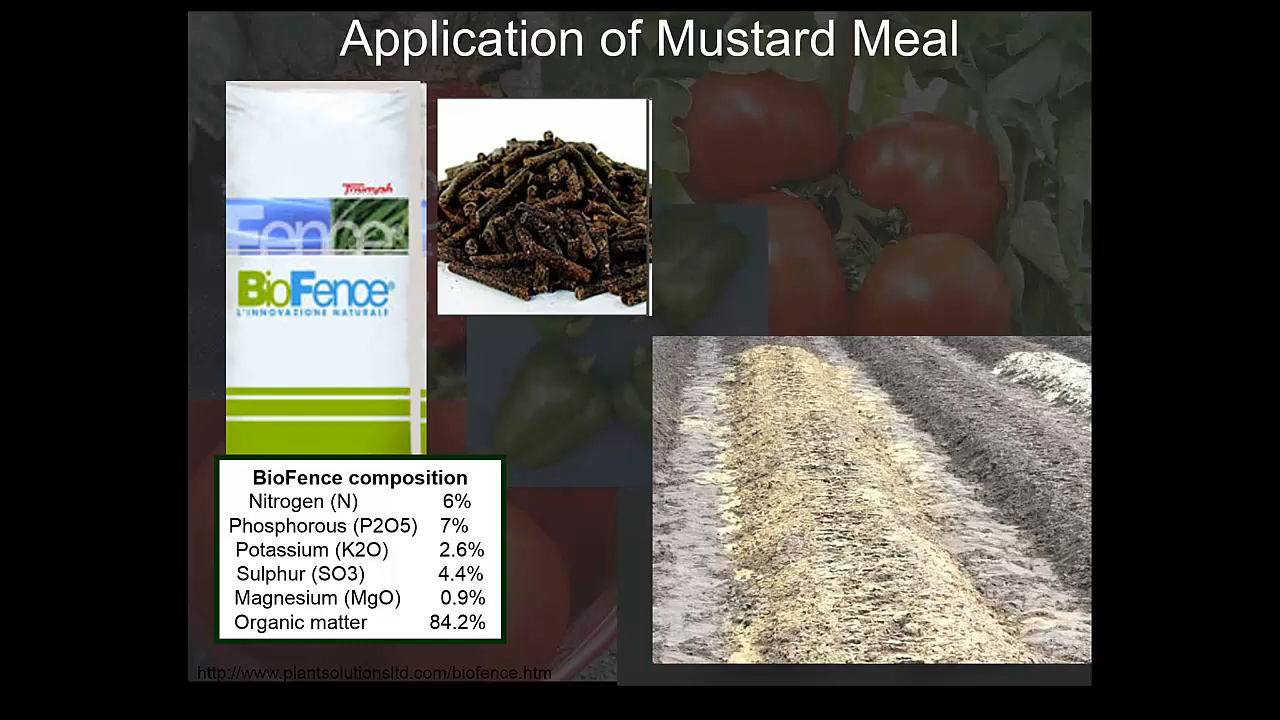 Application of Mustard Meal
Triumph
Fence
BioFence®
L'INNOVAZIONE NATURALE
BioFence composition
Nitrogen (N) 6%
Phosphorous (P2O5) 7%
Potassium (K2O) 2.6%
Sulphur (SO3) 4.4%
Magnesium (MgO) 0.9%
Organic matter 84.2%
http://www.plantsolutionsltd.com/biofence.htm